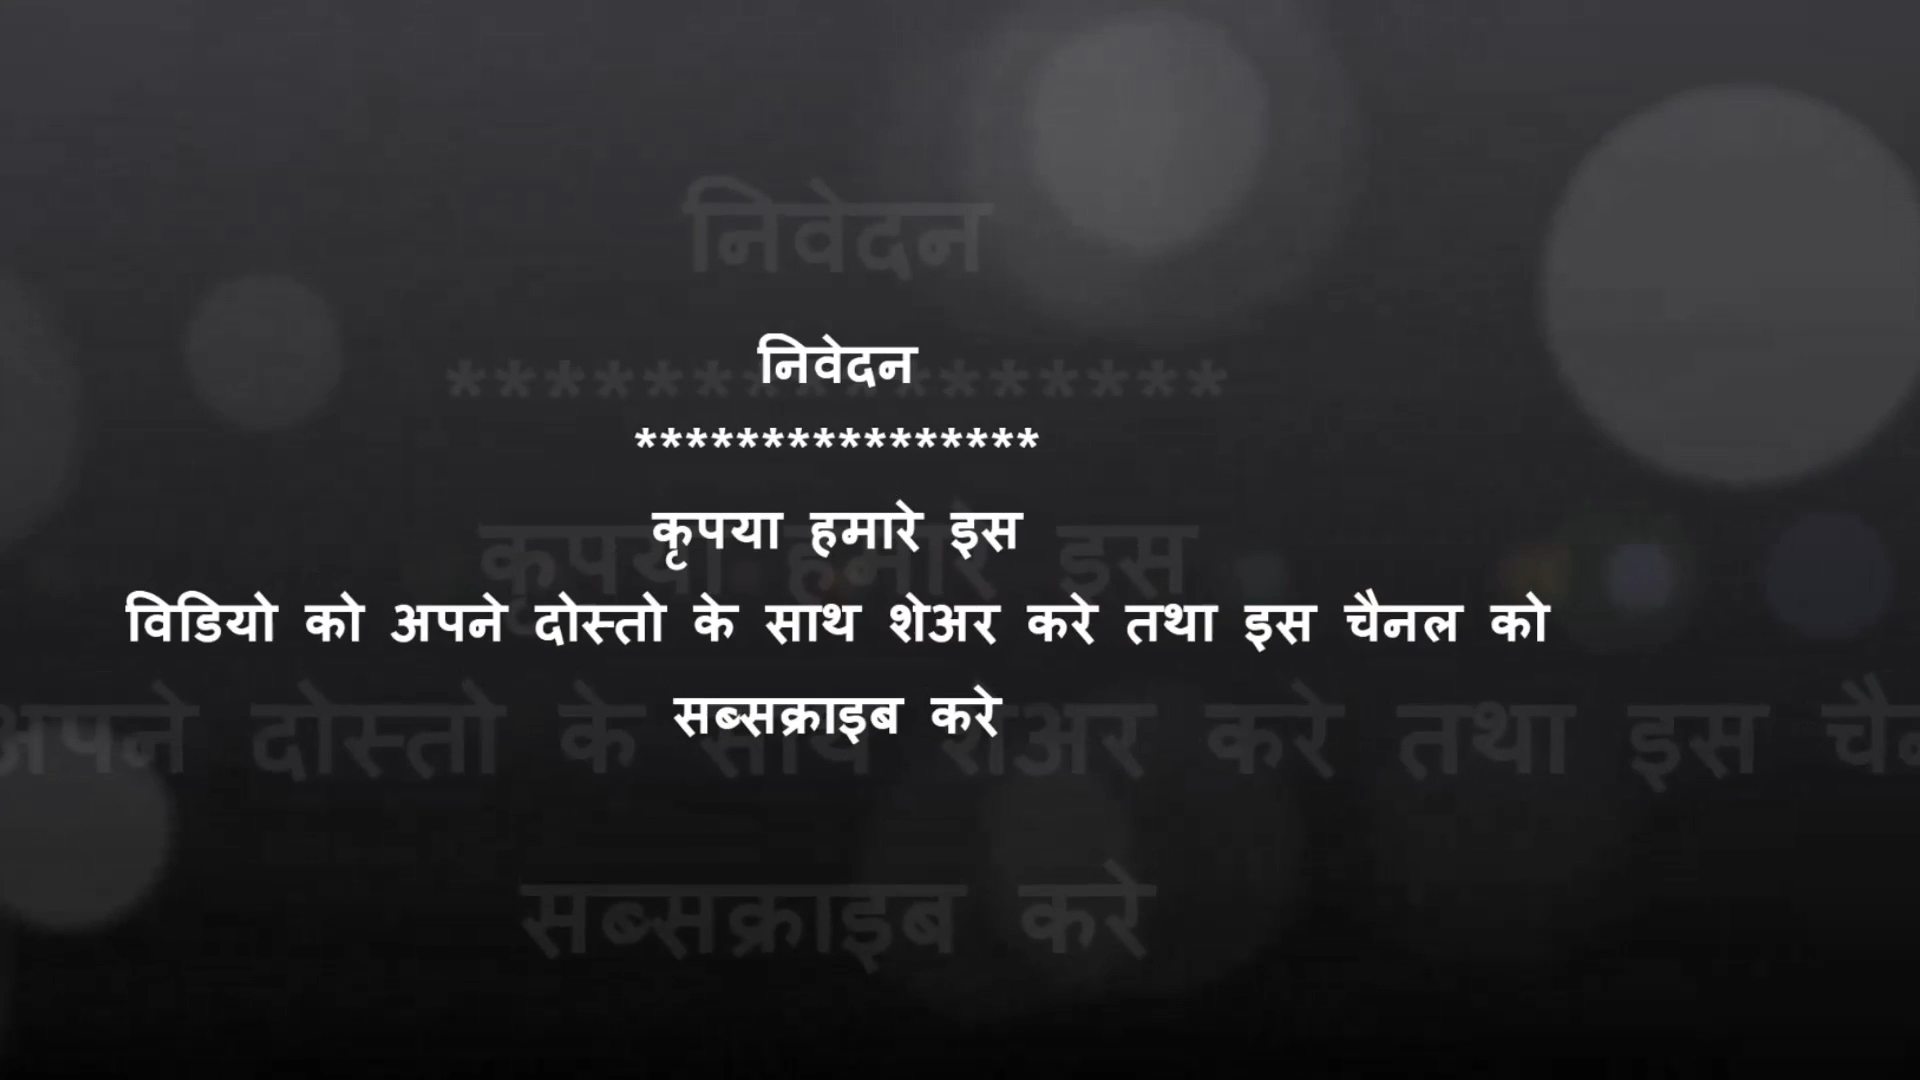 निवेदन
****************
कृपया हमारे इस
विडियो को अपने दोस्तो के साथ शेअर करे तथा इस चैनल को
सब्सक्राइब करे